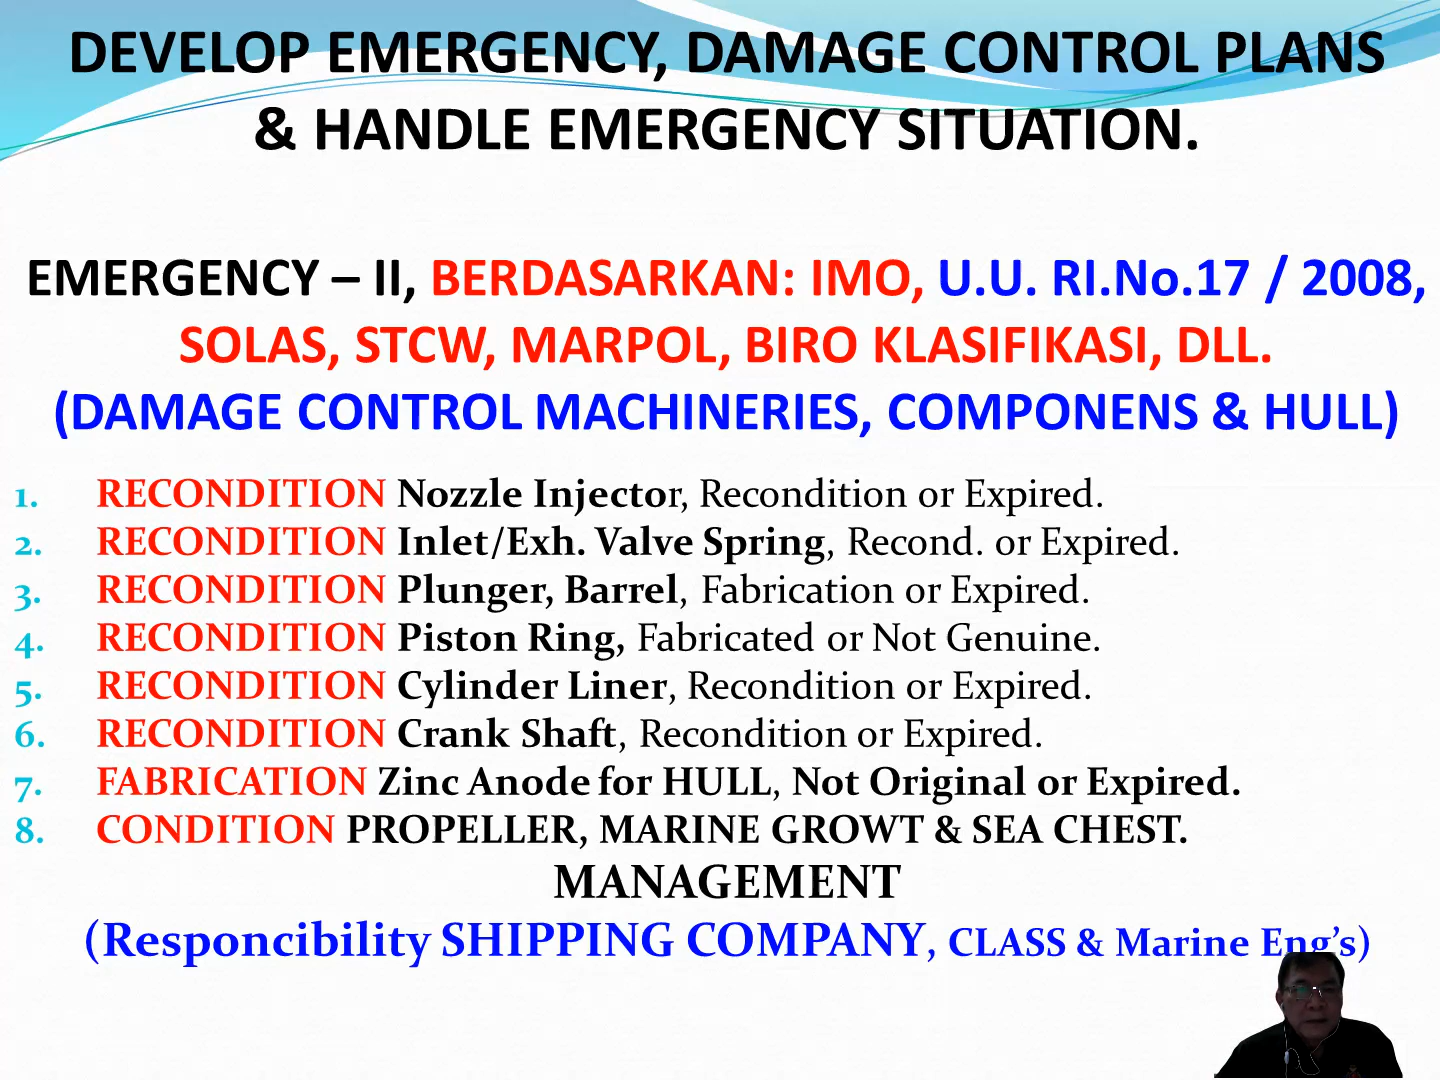 DEVELOP EMERGENCY, DAMAGE CONTROL PLANS
& HANDLE EMERGENCY SITUATION.
EMERGENCY – II, BERDASARKAN: IMO, U.U. RI.No.17 / 2008,
SOLAS, STCW, MARPOL, BIRO KLASIFIKASI, DLL.
(DAMAGE CONTROL MACHINERIES, COMPONENS & HULL)
1. RECONDITION Nozzle Injector, Recondition or Expired.
2. RECONDITION Inlet/Exh. Valve Spring, Recond. or Expired.
3. RECONDITION Plunger, Barrel, Fabrication or Expired.
4. RECONDITION Piston Ring, Fabricated or Not Genuine.
5. RECONDITION Cylinder Liner, Recondition or Expired.
6. RECONDITION Crank Shaft, Recondition or Expired.
7. FABRICATION Zinc Anode for HULL, Not Original or Expired.
8. CONDITION PROPELLER, MARINE GROWT & SEA CHEST.
MANAGEMENT
(Responcibility SHIPPING COMPANY, CLASS & Marine Eng’s)